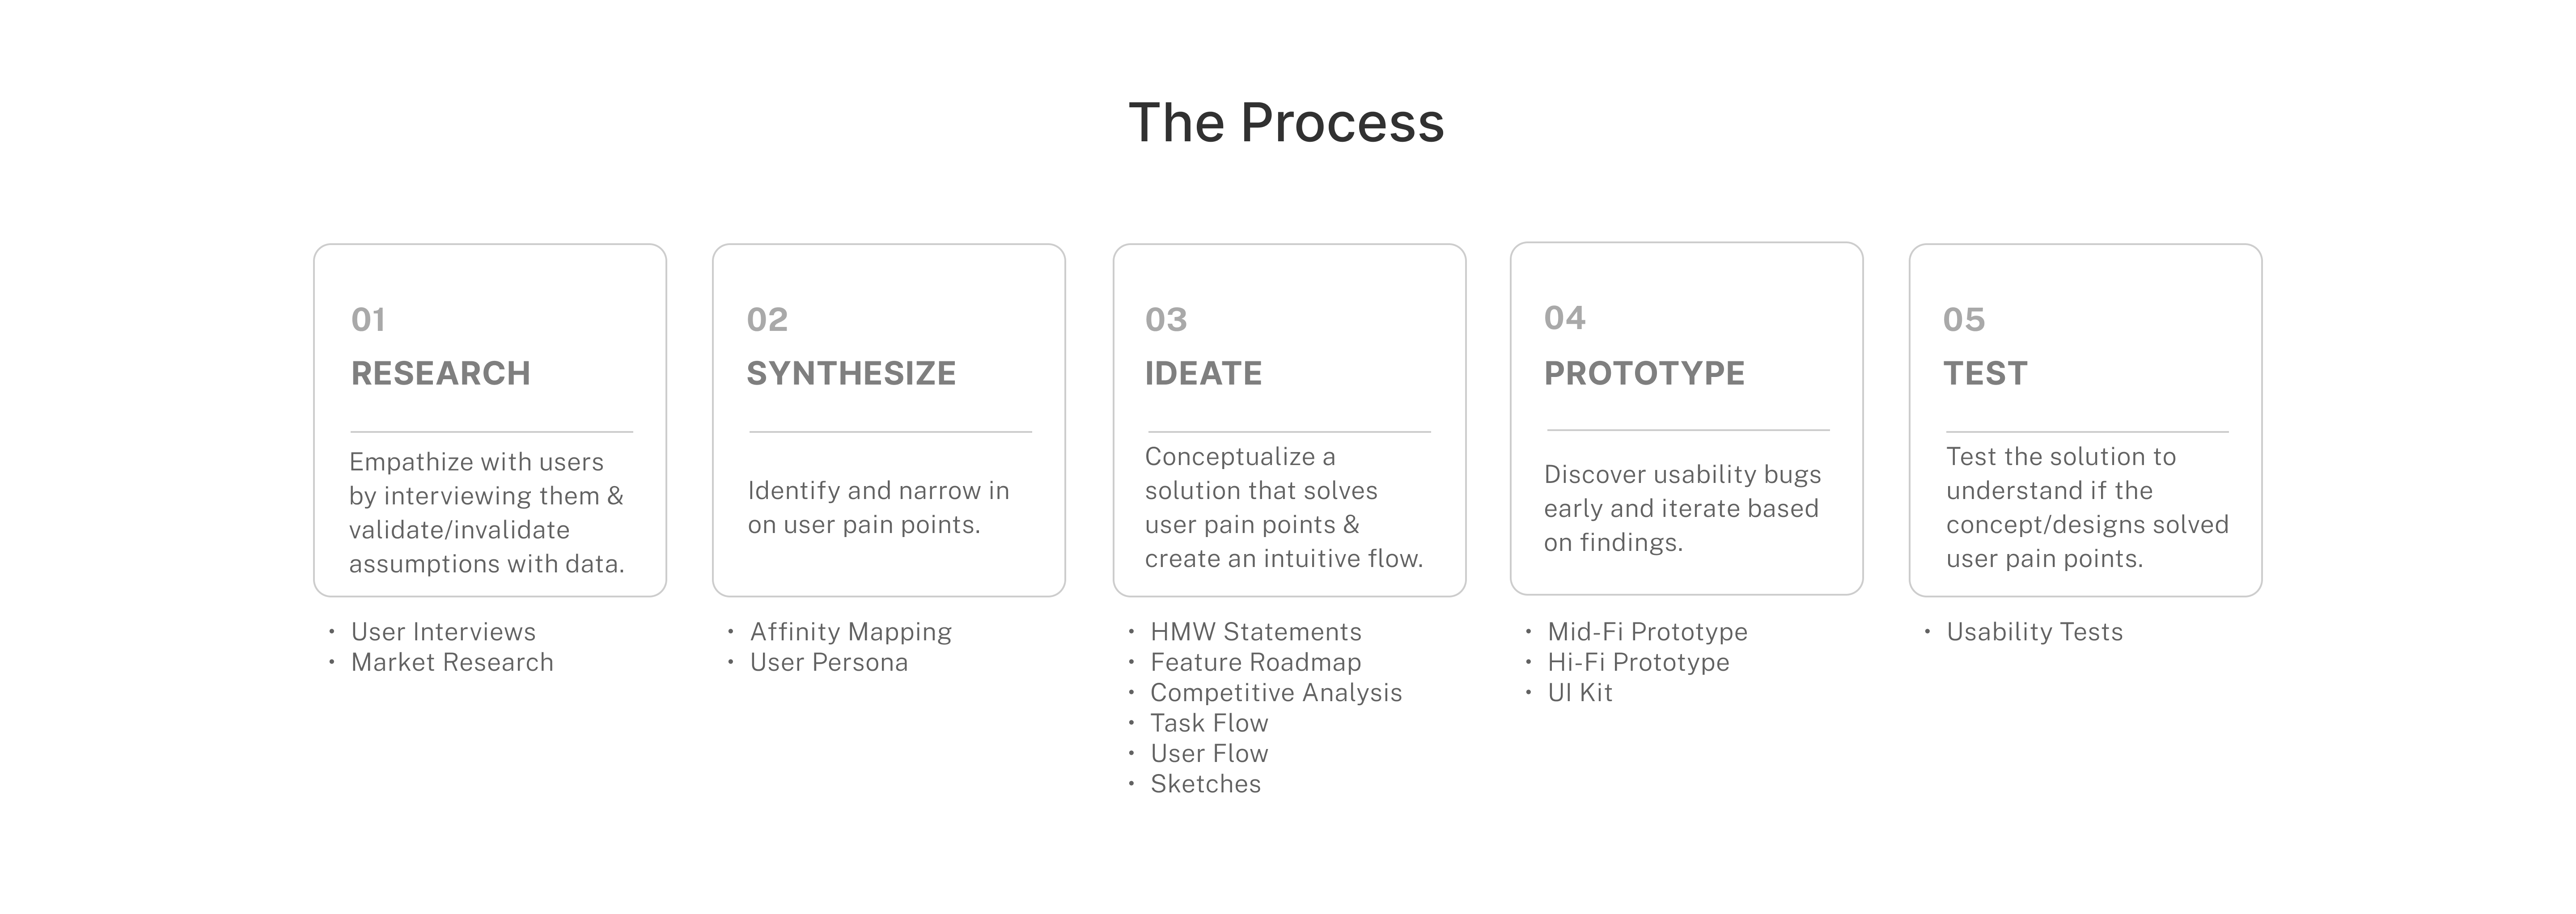 The Process
01
RESEARCH
Empathize with users
by interviewing them &
validate/invalidate
assumptions with data.
• User Interviews
• Market Research
02
SYNTHESIZE
Identify and narrow in
on user pain points.
• Affinity Mapping
• User Persona
03
IDEATE
Conceptualize a
solution that solves
user pain points &
create an intuitive flow.
• HMW Statements
• Feature Roadmap
• Competitive Analysis
• Task Flow
• User Flow
• Sketches
04
PROTOTYPE
Discover usability bugs
early and iterate based
on findings.
• Mid-Fi Prototype
• Hi-Fi Prototype
• UI Kit
05
TEST
Test the solution to
understand if the
concept/designs solved
user pain points.
• Usability Tests